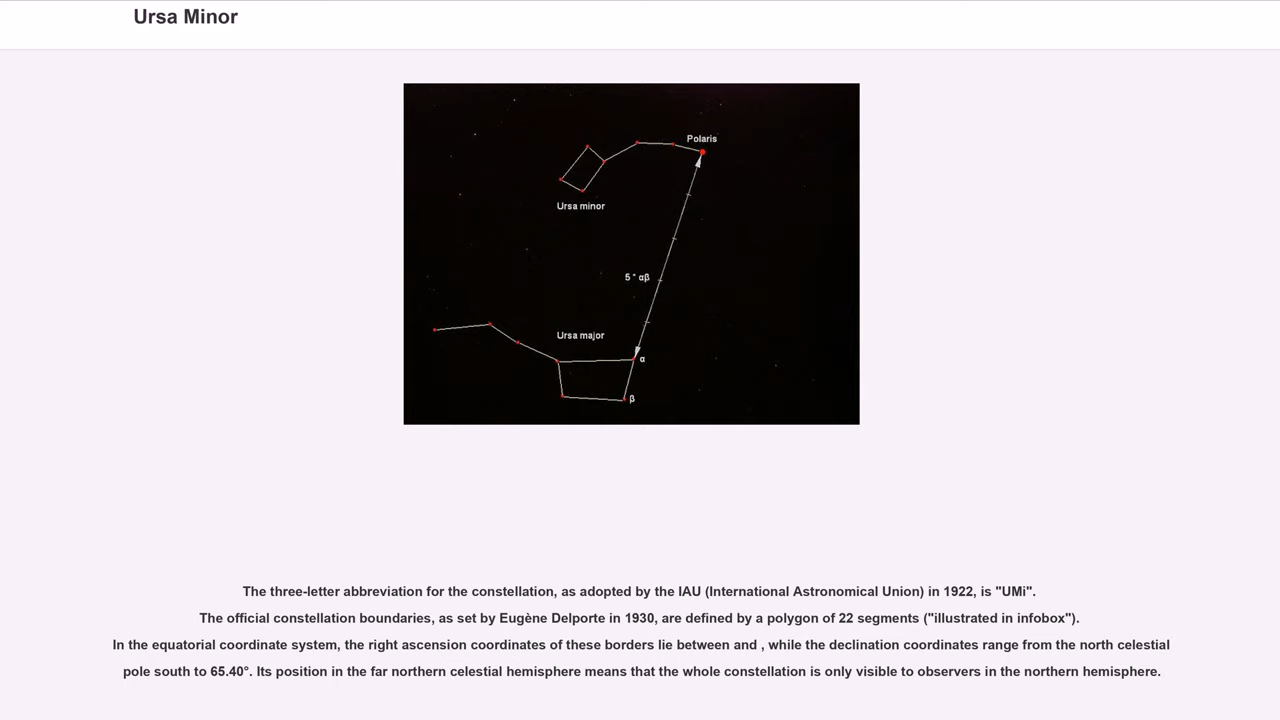 Ursa Minor
Polaris
Ursa minor
5 * αβ
Ursa major
α
β
The three-letter abbreviation for the constellation, as adopted by the IAU (International Astronomical Union) in 1922, is "UMi".
The official constellation boundaries, as set by Eugène Delporte in 1930, are defined by a polygon of 22 segments ("illustrated in infobox").
In the equatorial coordinate system, the right ascension coordinates of these borders lie between and , while the declination coordinates range from the north celestial
pole south to 65.40°. Its position in the far northern celestial hemisphere means that the whole constellation is only visible to observers in the northern hemisphere.